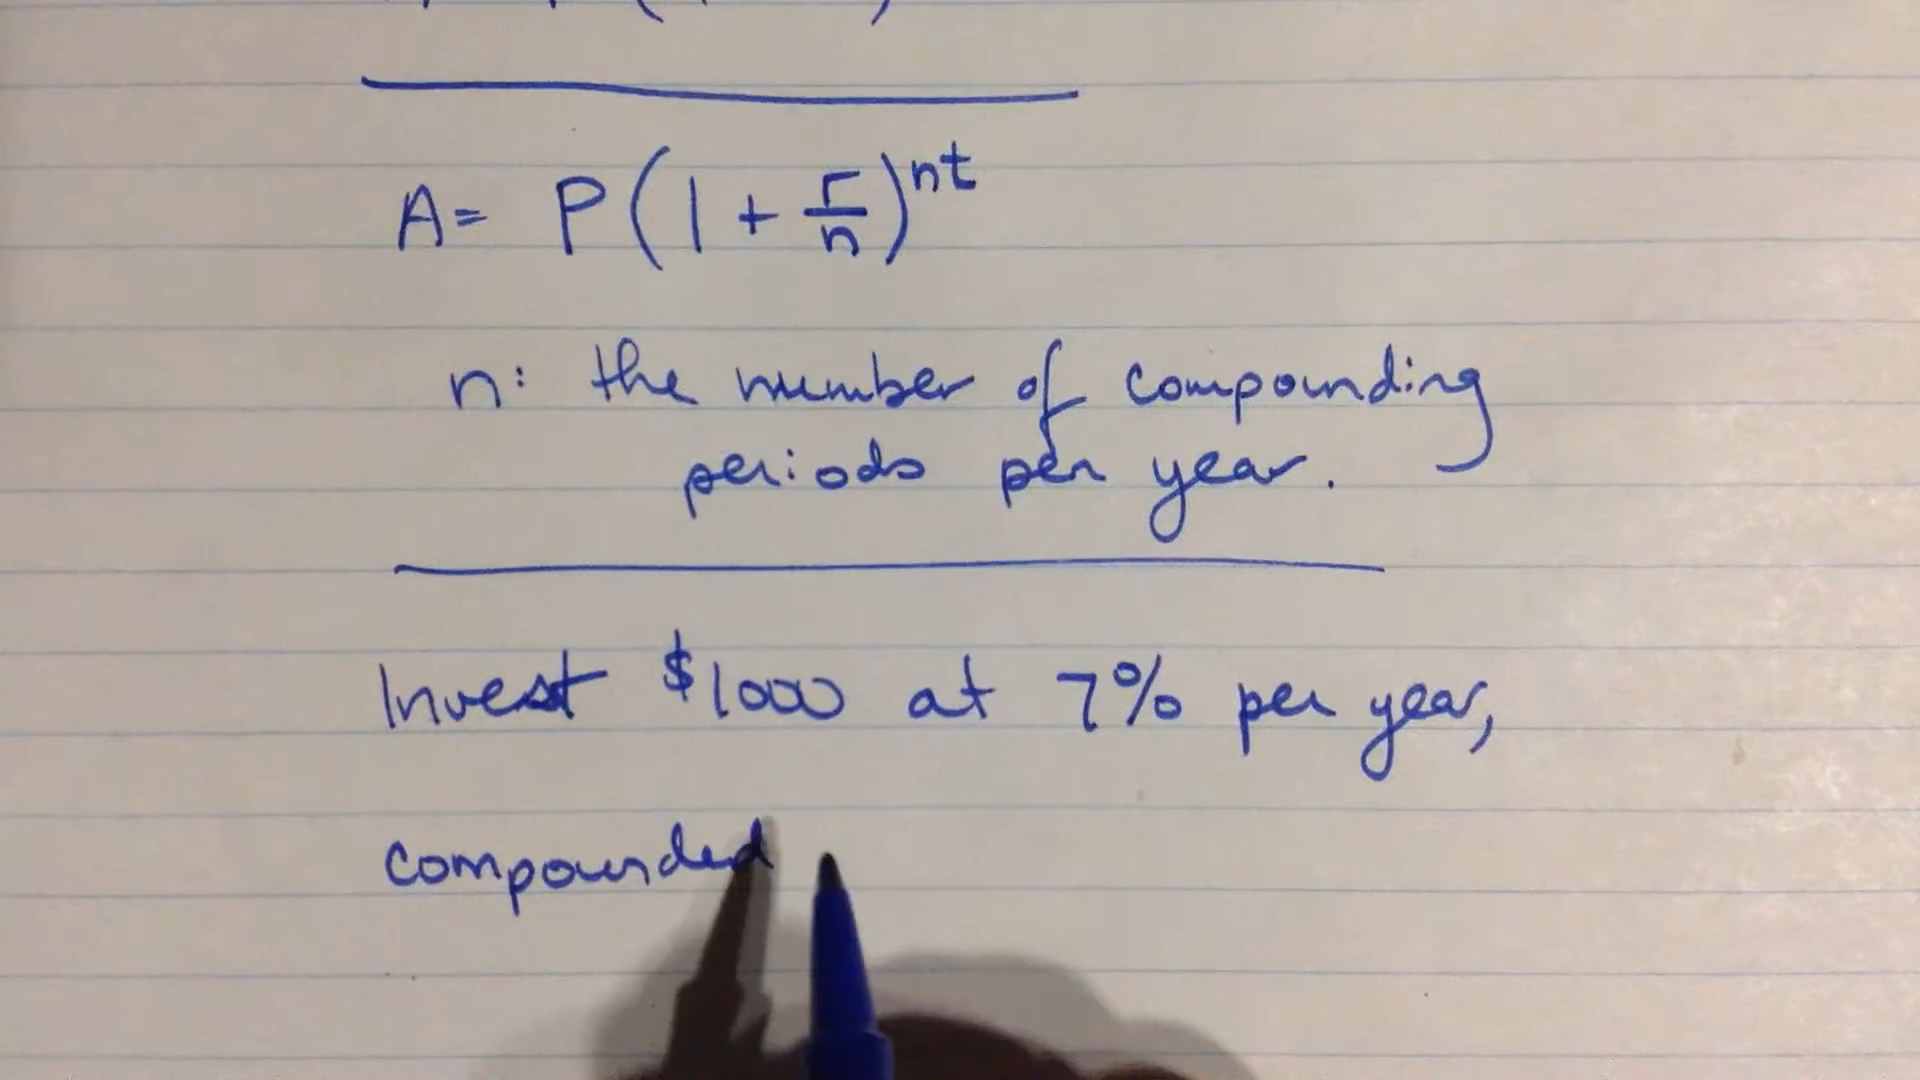 A = P(1 + r/n)^nt
n: the number of compounding
periods per year.
Invest $1000 at 7% per year,
compounded